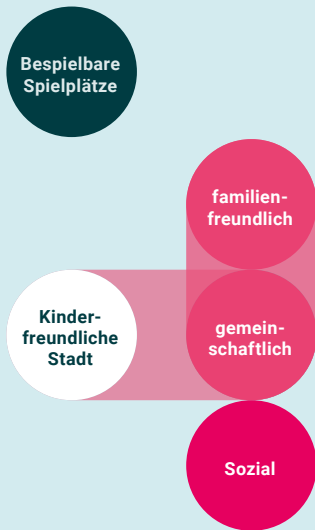 Bespielbare
Spielplätze
familien-
freundlich
Kinder-
freundliche
Stadt
gemein-
schaftlich
Sozial